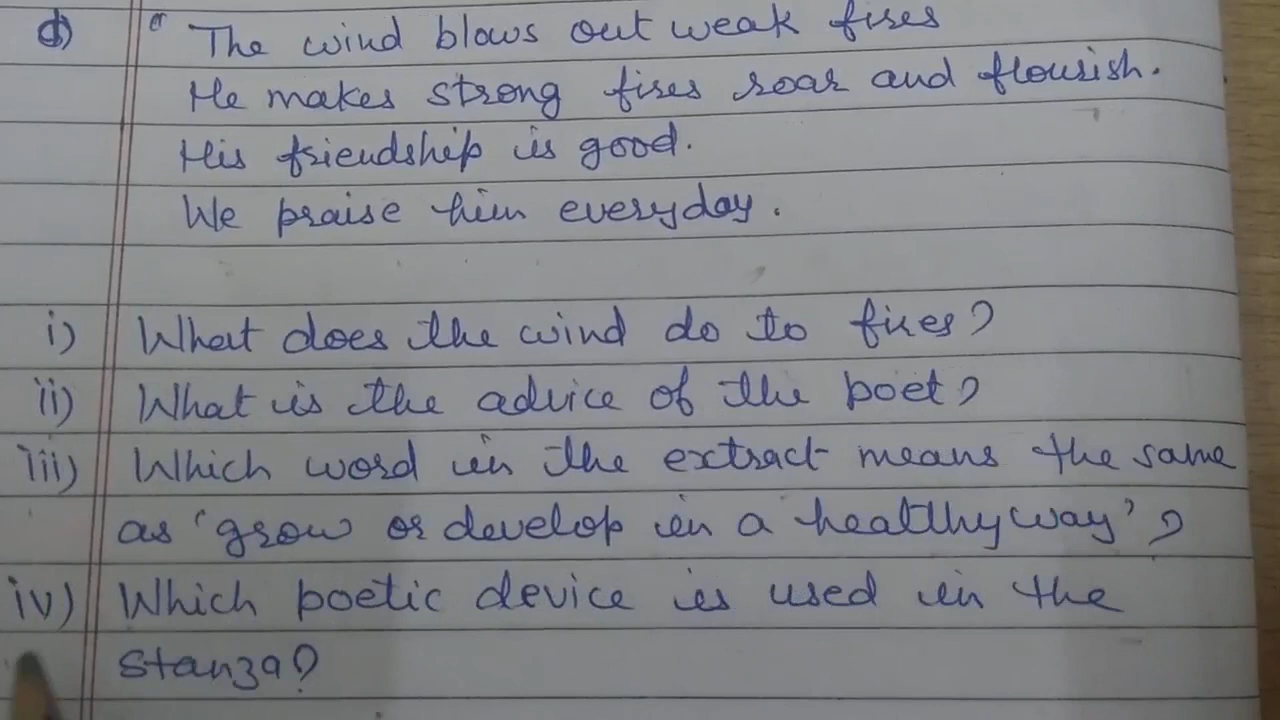 d) " The wind blows out weak fires
He makes strong fires roar and flourish.
His friendship is good.
We praise him everyday.
i) What does the wind do to fires?
ii) What is the advice of the poet?
iii) Which word in the extract means the same
as 'grow or develop in a healthy way'?
iv) Which poetic device is used in the
stanza?